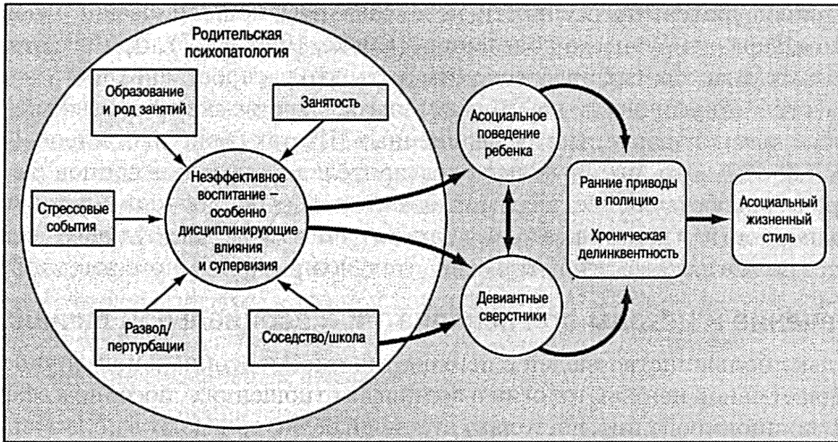 Родительская
психопатология
Образование
и род занятий
Занятость
Стрессовые
события
Неэффективное
воспитание –
особенно
дисциплинирующие
влияния
и супервизия
Развод/
пертурбации
Соседство/школа
Асоциальное
поведение
ребенка
Девиантные
сверстники
Ранние приводы
в полицию
Хроническая
делинквентность
Асоциальный
жизненный
стиль